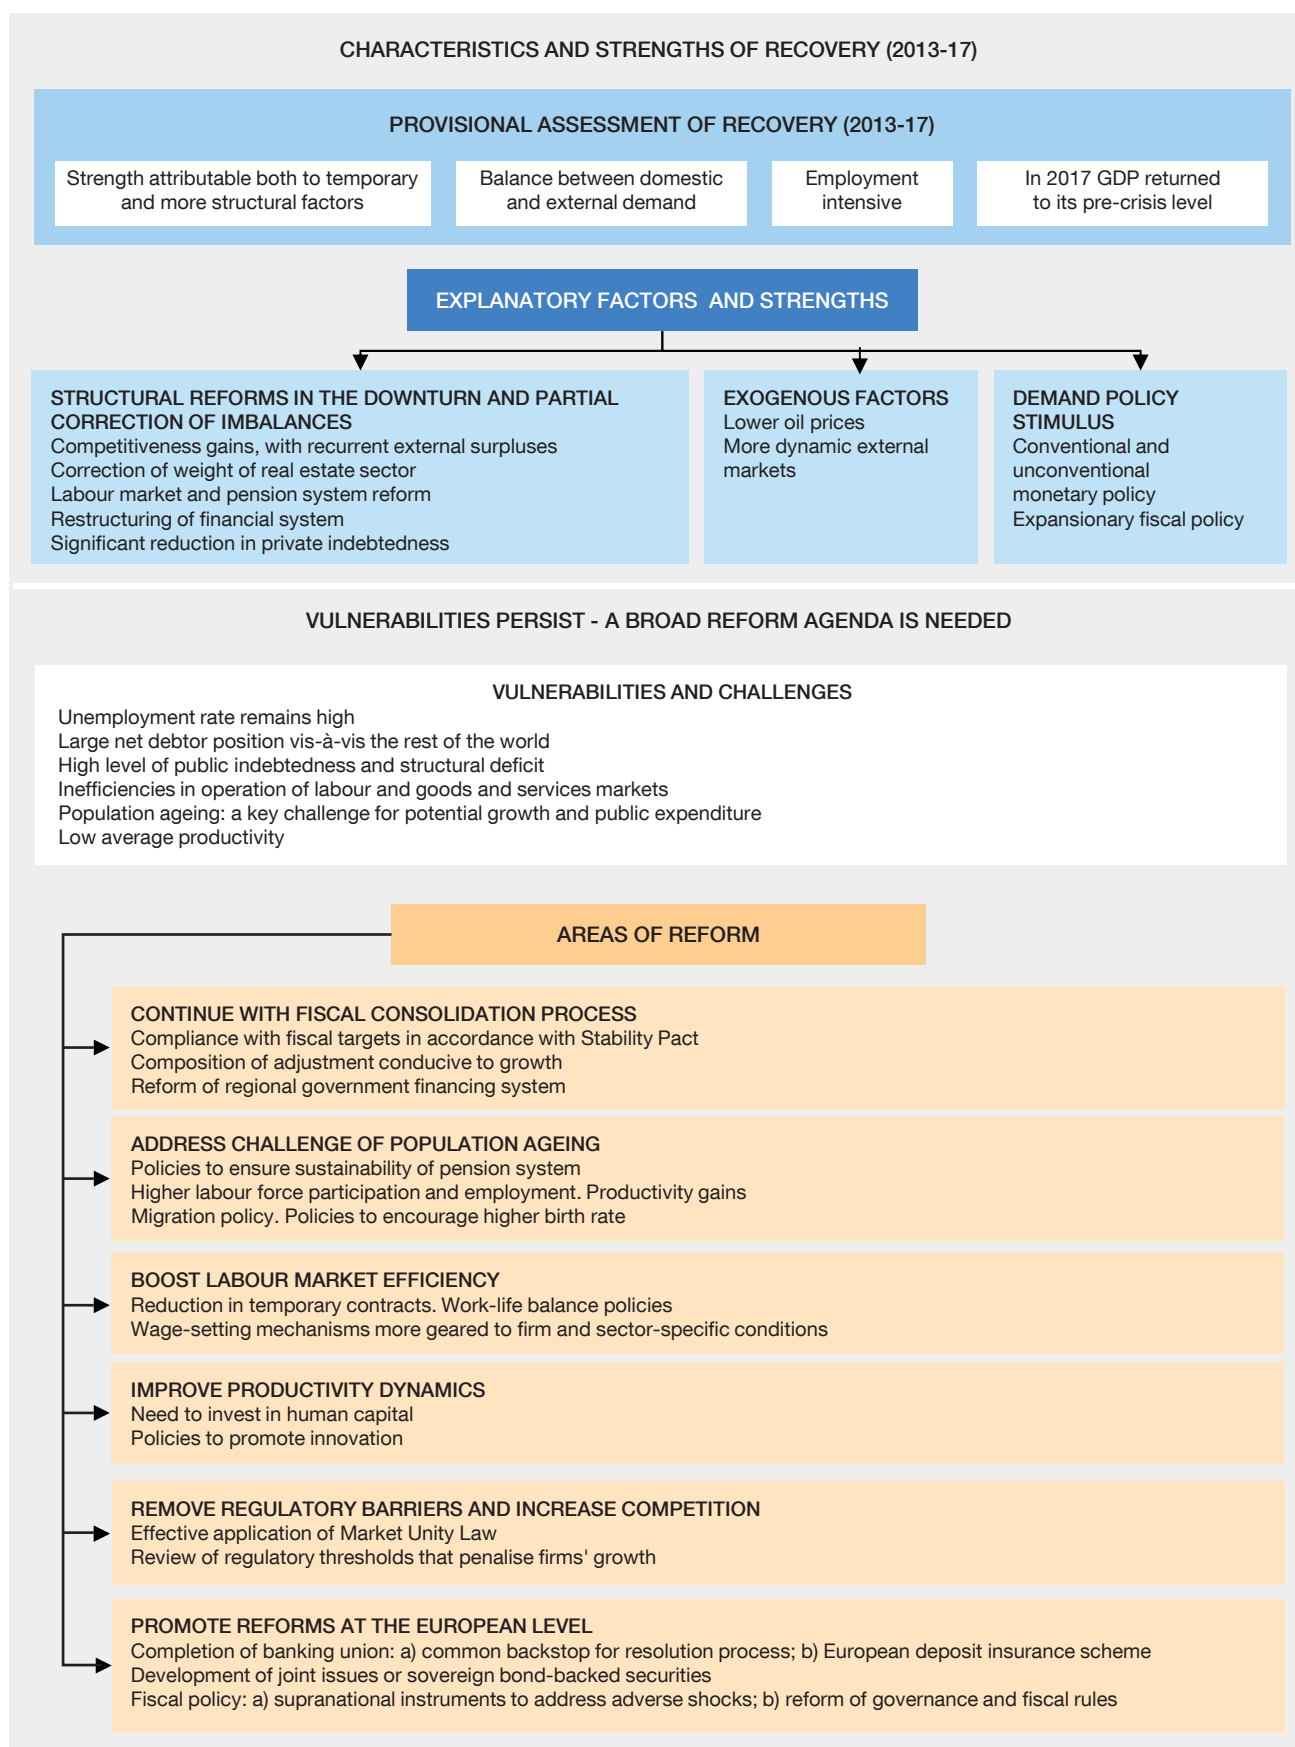 CHARACTERISTICS AND STRENGTHS OF RECOVERY (2013-17)
PROVISIONAL ASSESSMENT OF RECOVERY (2013-17)
Strength attributable both to temporary
and more structural factors
Balance between domestic
and external demand
Employment
intensive
In 2017 GDP returned
to its pre-crisis level
EXPLANATORY FACTORS AND STRENGTHS
STRUCTURAL REFORMS IN THE DOWNTURN AND PARTIAL
CORRECTION OF IMBALANCES
Competitiveness gains, with recurrent external surpluses
Correction of weight of real estate sector
Labour market and pension system reform
Restructuring of financial system
Significant reduction in private indebtedness
EXOGENOUS FACTORS
Lower oil prices
More dynamic external
markets
DEMAND POLICY
STIMULUS
Conventional and
unconventional
monetary policy
Expansionary fiscal policy
VULNERABILITIES PERSIST - A BROAD REFORM AGENDA IS NEEDED
VULNERABILITIES AND CHALLENGES
Unemployment rate remains high
Large net debtor position vis-à-vis the rest of the world
High level of public indebtedness and structural deficit
Inefficiencies in operation of labour and goods and services markets
Population ageing: a key challenge for potential growth and public expenditure
Low average productivity
AREAS OF REFORM
CONTINUE WITH FISCAL CONSOLIDATION PROCESS
Compliance with fiscal targets in accordance with Stability Pact
Composition of adjustment conducive to growth
Reform of regional government financing system
ADDRESS CHALLENGE OF POPULATION AGEING
Policies to ensure sustainability of pension system
Higher labour force participation and employment. Productivity gains
Migration policy. Policies to encourage higher birth rate
BOOST LABOUR MARKET EFFICIENCY
Reduction in temporary contracts. Work-life balance policies
Wage-setting mechanisms more geared to firm and sector-specific conditions
IMPROVE PRODUCTIVITY DYNAMICS
Need to invest in human capital
Policies to promote innovation
REMOVE REGULATORY BARRIERS AND INCREASE COMPETITION
Effective application of Market Unity Law
Review of regulatory thresholds that penalise firms' growth
PROMOTE REFORMS AT THE EUROPEAN LEVEL
Completion of banking union: a) common backstop for resolution process; b) European deposit insurance scheme
Development of joint issues or sovereign bond-backed securities
Fiscal policy: a) supranational instruments to address adverse shocks; b) reform of governance and fiscal rules